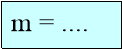 m = ....